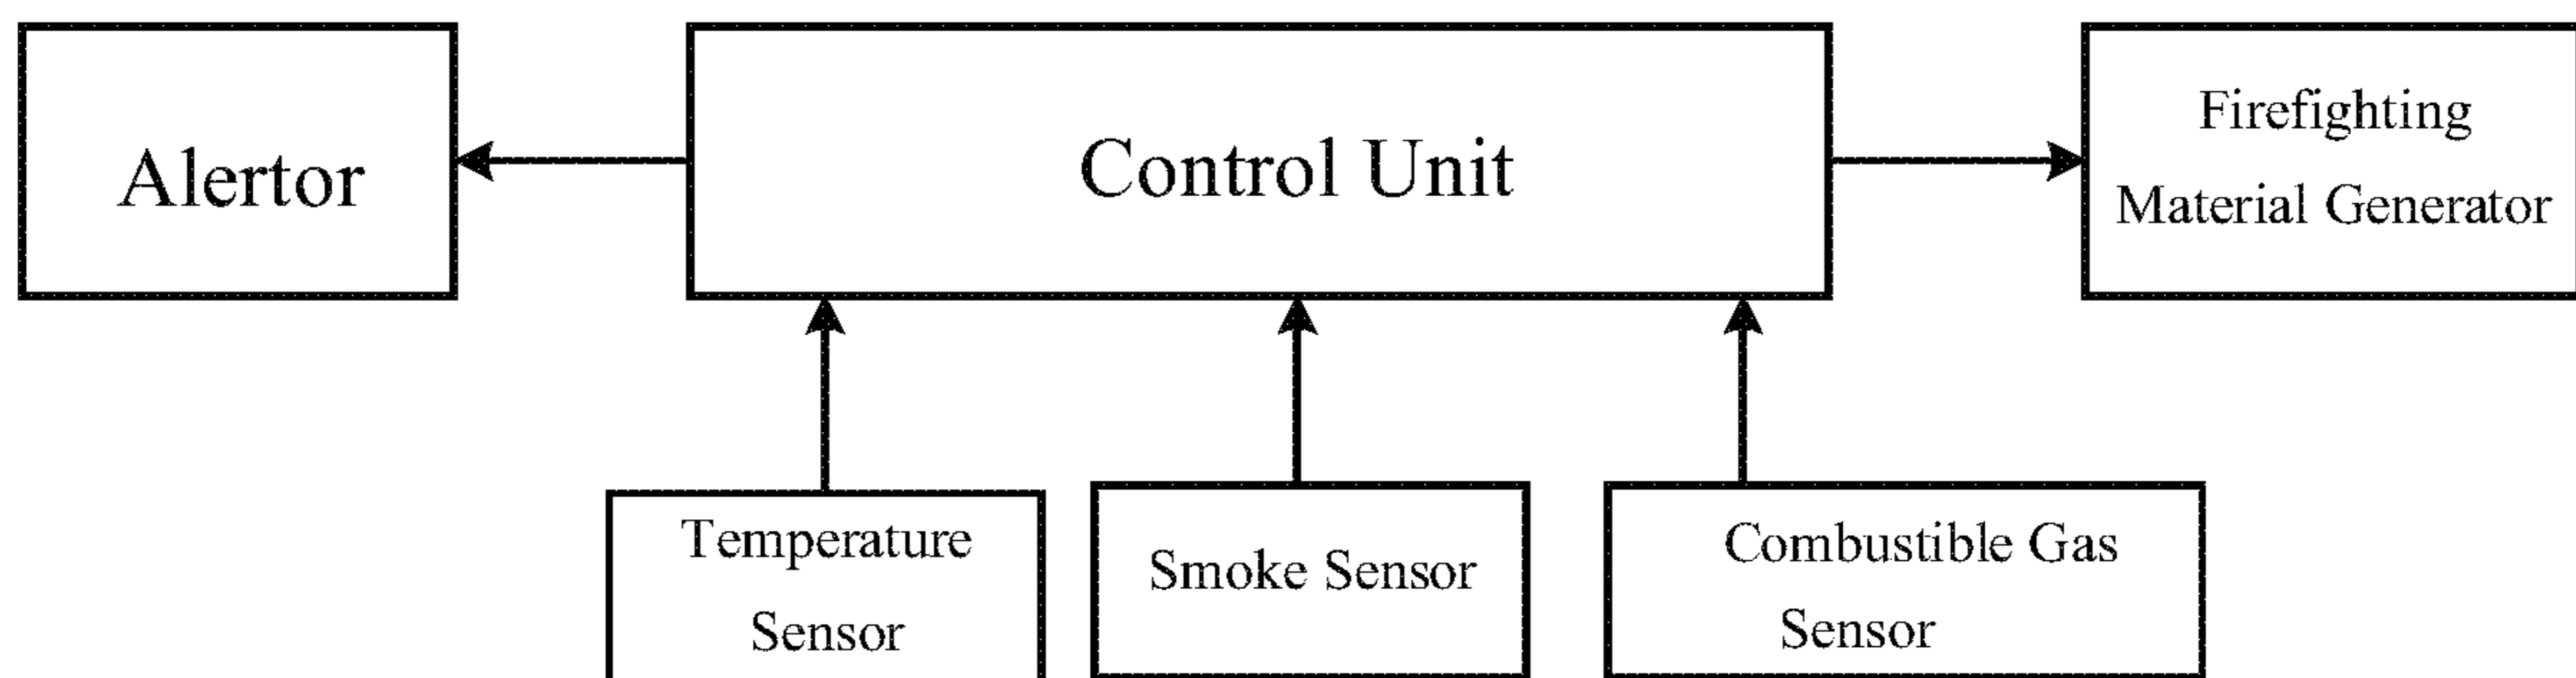 Alertor
Control Unit
Firefighting
Material Generator
Temperature
Sensor
Smoke Sensor
Combustible Gas
Sensor